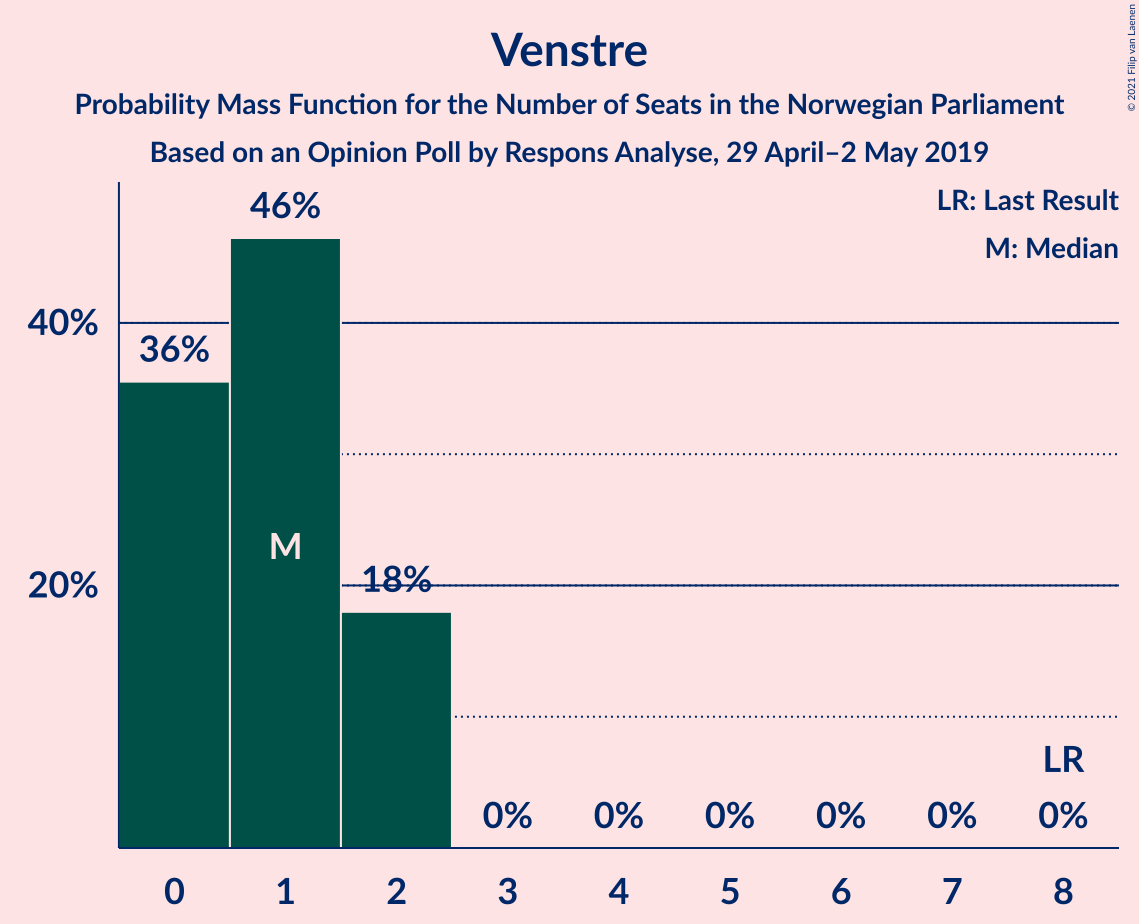 Venstre
Probability Mass Function for the Number of Seats in the Norwegian Parliament
Based on an Opinion Poll by Respons Analyse, 29 April–2 May 2019
© 2021 Filip van Laenen
LR: Last Result
M: Median
46%
40%
36%
M
20%
18%
LR
0% 0% 0% 0% 0% 0%
0 1 2 3 4 5 6 7 8